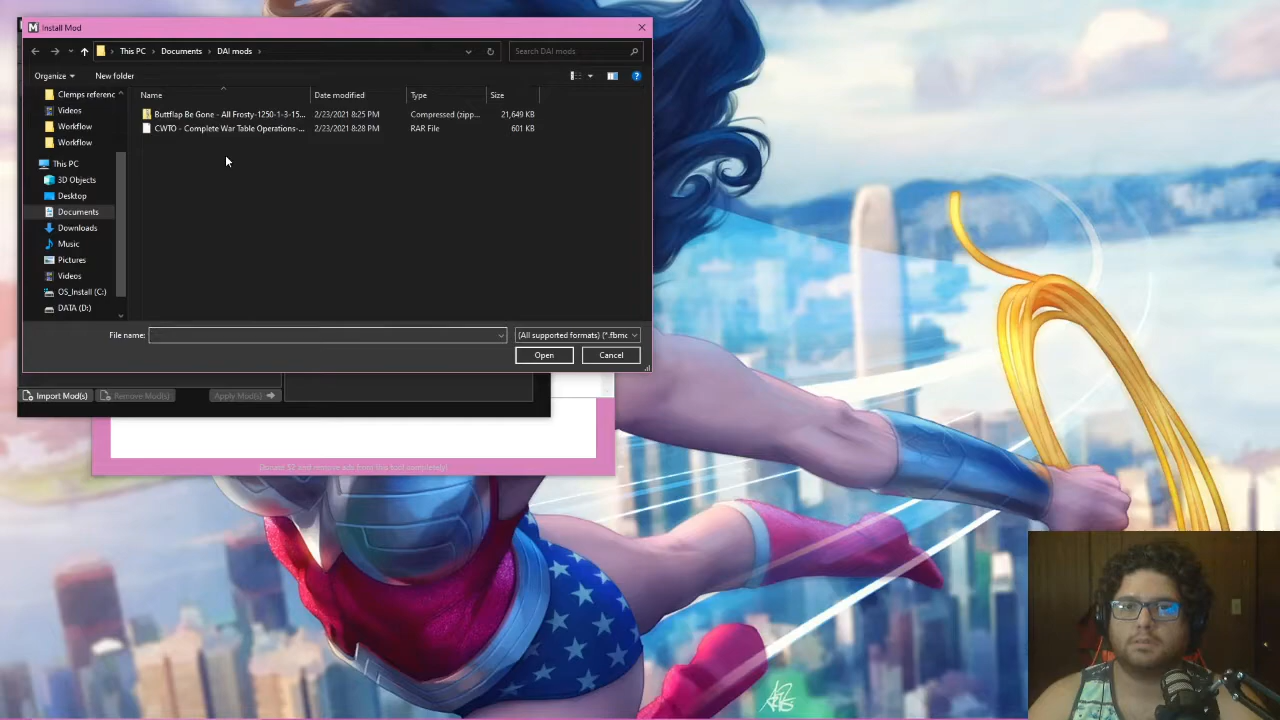 M Install Mod
This PC Documents DAI mods
Search DAI mods
Organize New folder
Name Date modified Type Size
Clemps referenc
Videos
Workflow
Workflow
This PC
3D Objects
Desktop
Documents
Downloads
Music
Pictures
Videos
OS_Install (C:)
DATA (D:)
Buttflap Be Gone - All Frosty-1250-1-3-15... 2/23/2021 8:25 PM Compressed (zipp... 21,649 KB
CWTO - Complete War Table Operations-... 2/23/2021 8:28 PM RAR File 601 KB
File name: (All supported formats) (*.fbmc
Open Cancel
Import Mod(s) Remove Mod(s) Apply Mod(s)